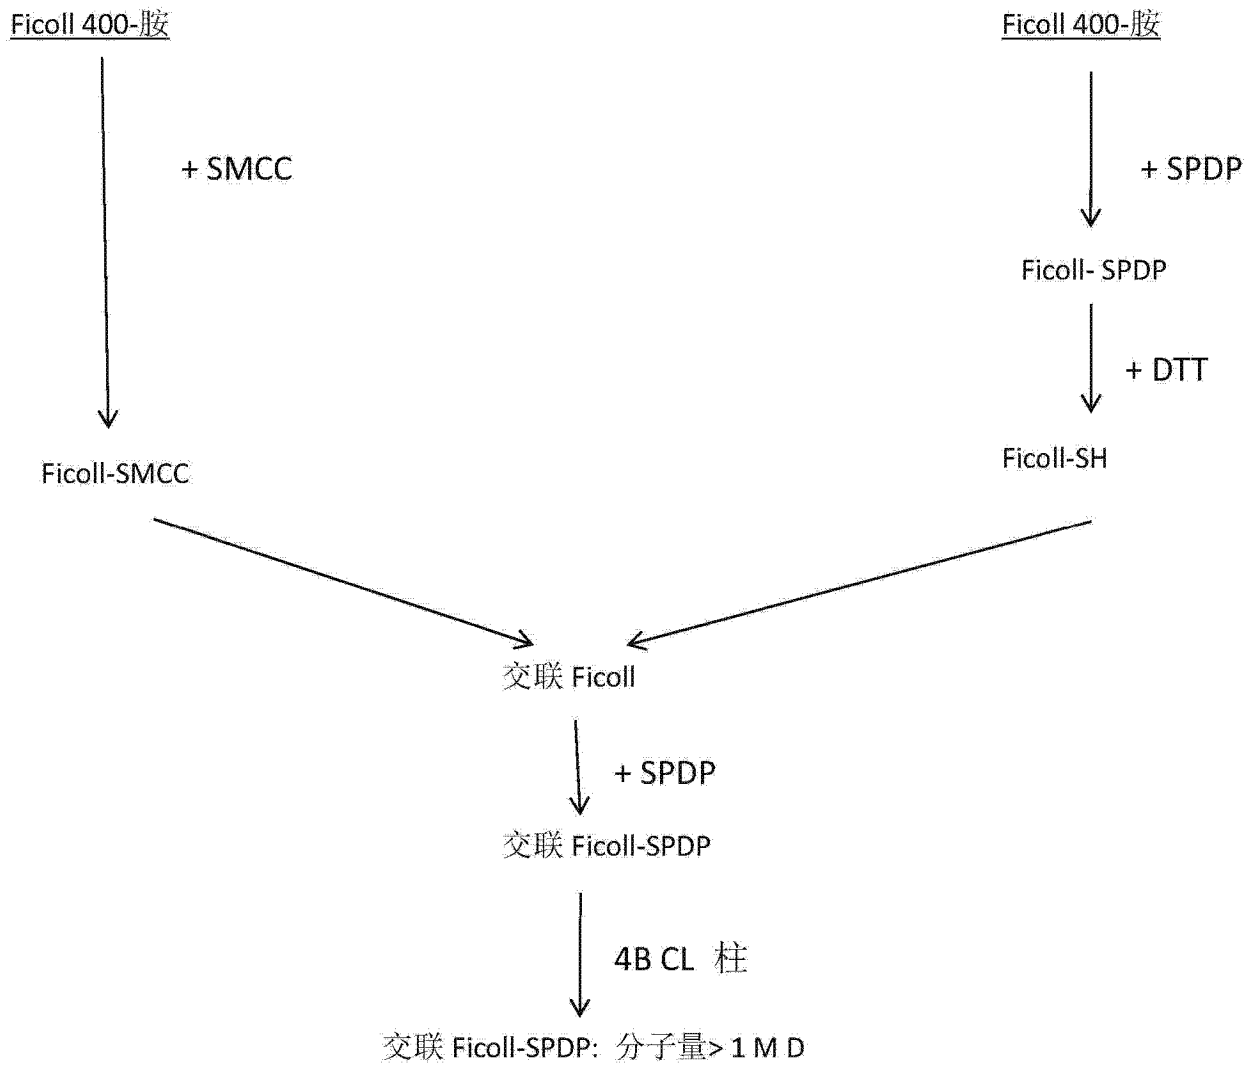 Ficoll 400-胺
Ficoll 400-胺
+ SMCC
+ SPDP
Ficoll- SPDP
+ DTT
Ficoll-SMCC
Ficoll-SH
交联 Ficoll
+ SPDP
交联 Ficoll-SPDP
4B CL 柱
交联 Ficoll-SPDP: 分子量> 1 M D